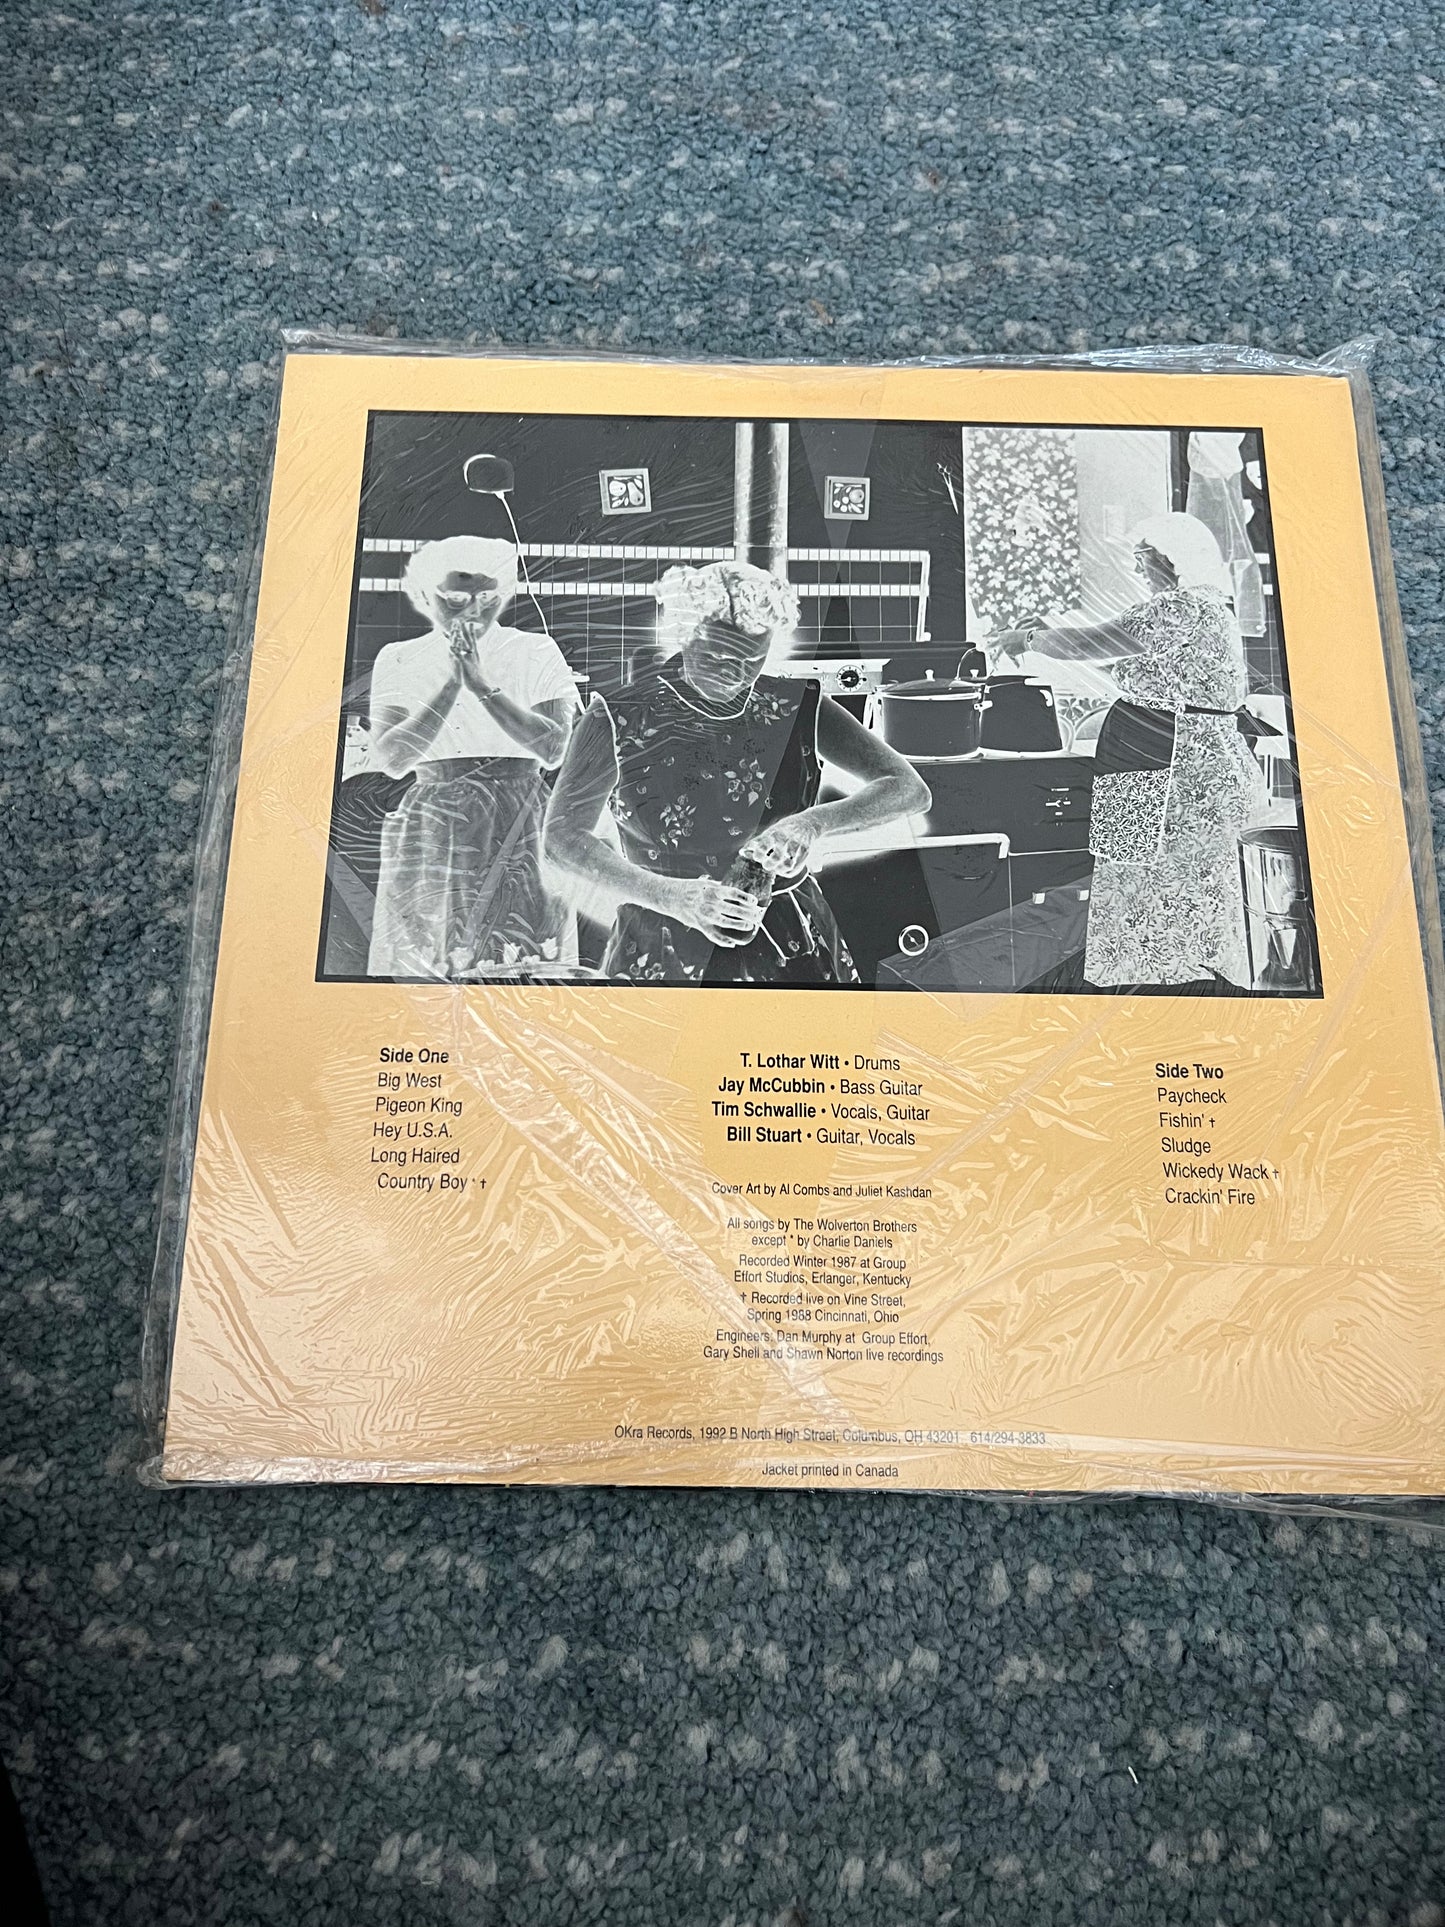 Side One
Big West
Pigeon King
Hey U.S.A.
Long Haired
Country Boy * †
T. Lothar Witt • Drums
Jay McCubbin • Bass Guitar
Tim Schwallie • Vocals, Guitar
Bill Stuart • Guitar, Vocals
Cover Art by Al Combs and Juliet Kashdan
All songs by The Wolverton Brothers
except * by Charlie Daniels
Recorded Winter 1987 at Group
Effort Studios, Erlanger, Kentucky
† Recorded live on Vine Street,
Spring 1988 Cincinnati, Ohio
Engineers: Dan Murphy at Group Effort,
Gary Shell and Shawn Norton live recordings
Side Two
Paycheck
Fishin' †
Sludge
Wickedy Wack †
Crackin' Fire
OKra Records, 1992 B North High Street, Columbus, OH 43201 614/294-3833
Jacket printed in Canada